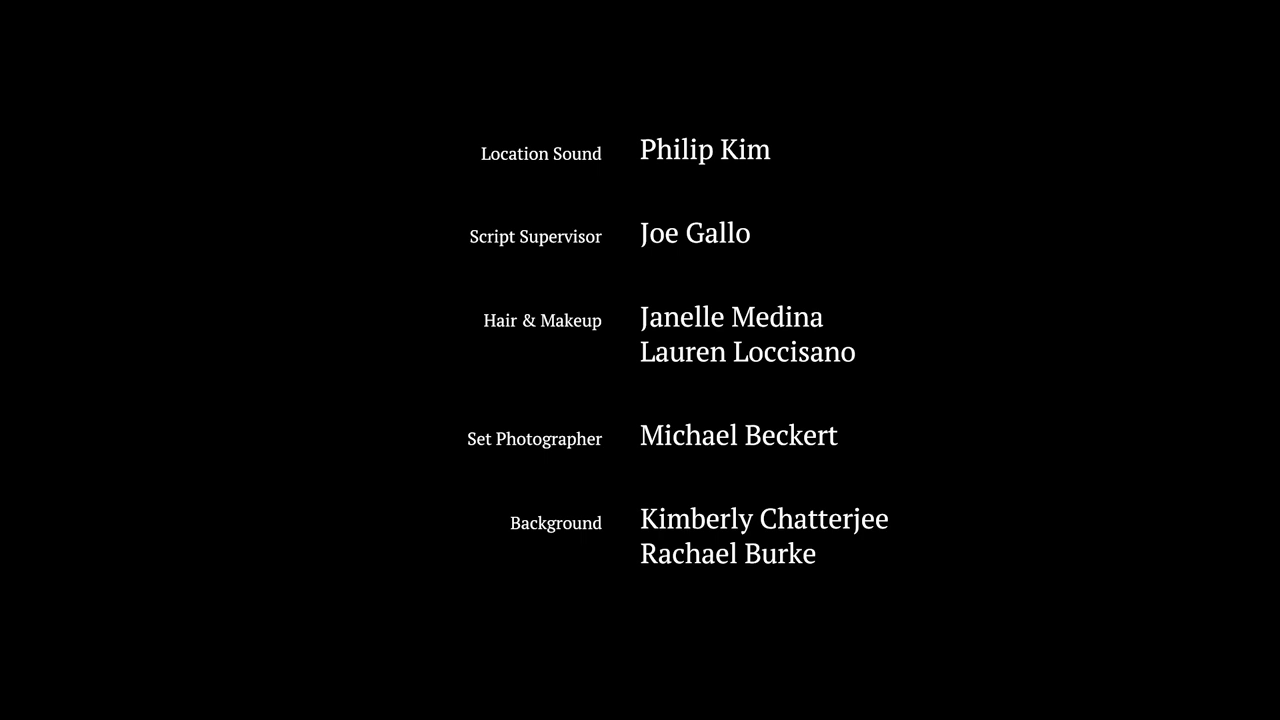 Location Sound Philip Kim
Script Supervisor Joe Gallo
Hair & Makeup Janelle Medina
Lauren Loccisano
Set Photographer Michael Beckert
Background Kimberly Chatterjee
Rachael Burke